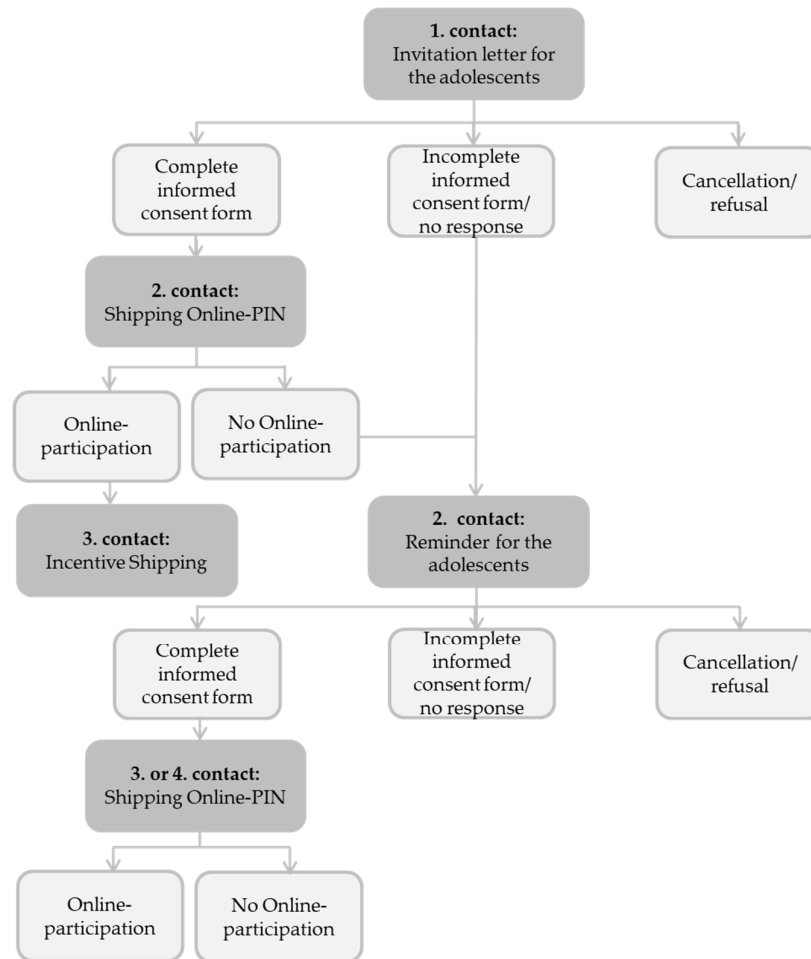 1. contact:
Invitation letter for
the adolescents
Complete
informed
consent form
Incomplete
informed
consent form/
no response
Cancellation/
refusal
2. contact:
Shipping Online-PIN
Online-
participation
No Online-
participation
3. contact:
Incentive Shipping
2. contact:
Reminder for the
adolescents
Complete
informed
consent form
Incomplete
informed
consent form/
no response
Cancellation/
refusal
3. or 4. contact:
Shipping Online-PIN
Online-
participation
No Online-
participation